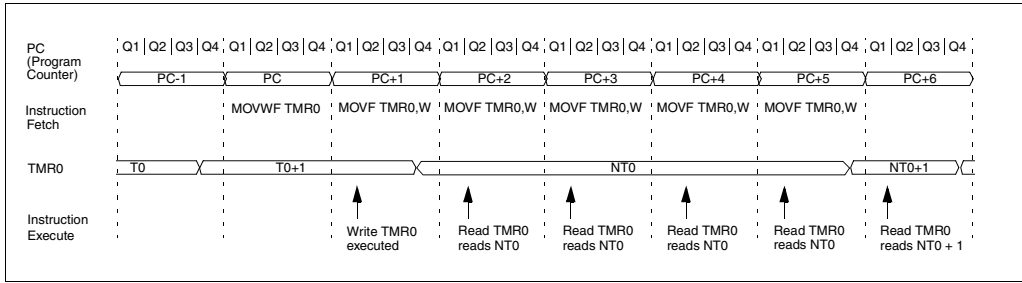 PC
(Program
Counter)
Q1 Q2 Q3 Q4 Q1 Q2 Q3 Q4 Q1 Q2 Q3 Q4 Q1 Q2 Q3 Q4 Q1 Q2 Q3 Q4 Q1 Q2 Q3 Q4 Q1 Q2 Q3 Q4 Q1 Q2 Q3 Q4
PC-1 PC PC+1 PC+2 PC+3 PC+4 PC+5 PC+6
Instruction
Fetch
MOVWF TMR0 MOVF TMR0,W MOVF TMR0,W MOVF TMR0,W MOVF TMR0,W MOVF TMR0,W
TMR0 T0 T0+1 NT0 NT0+1
Instruction
Execute
Write TMR0
executed
Read TMR0
reads NT0
Read TMR0
reads NT0
Read TMR0
reads NT0
Read TMR0
reads NT0
Read TMR0
reads NT0 + 1